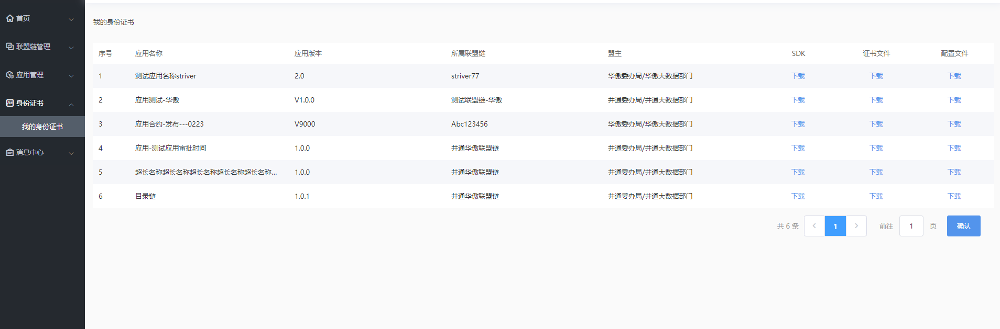 首页
联盟链管理
应用管理
身份证书
我的身份证书
消息中心
我的身份证书
序号 应用名称 应用版本 所属联盟链 盟主 SDK 证书文件 配置文件
1 测试应用名称striver 2.0 striver77 华傲委办局/华傲大数据部门 下载 下载 下载
2 应用测试-华傲 V1.0.0 测试联盟链-华傲 井通委办局/井通大数据部门 下载 下载 下载
3 应用合约-发布---0223 V9000 Abc123456 华傲委办局/华傲大数据部门 下载 下载 下载
4 应用-测试应用审批时间 1.0.0 井通华傲联盟链 井通委办局/井通大数据部门 下载 下载 下载
5 超长名称超长名称超长名称超长名称超长名称... 1.0.0 井通华傲联盟链 井通委办局/井通大数据部门 下载 下载 下载
6 目录链 1.0.1 井通华傲联盟链 井通委办局/井通大数据部门 下载 下载 下载
共 6 条 1 前往 1 页 确认